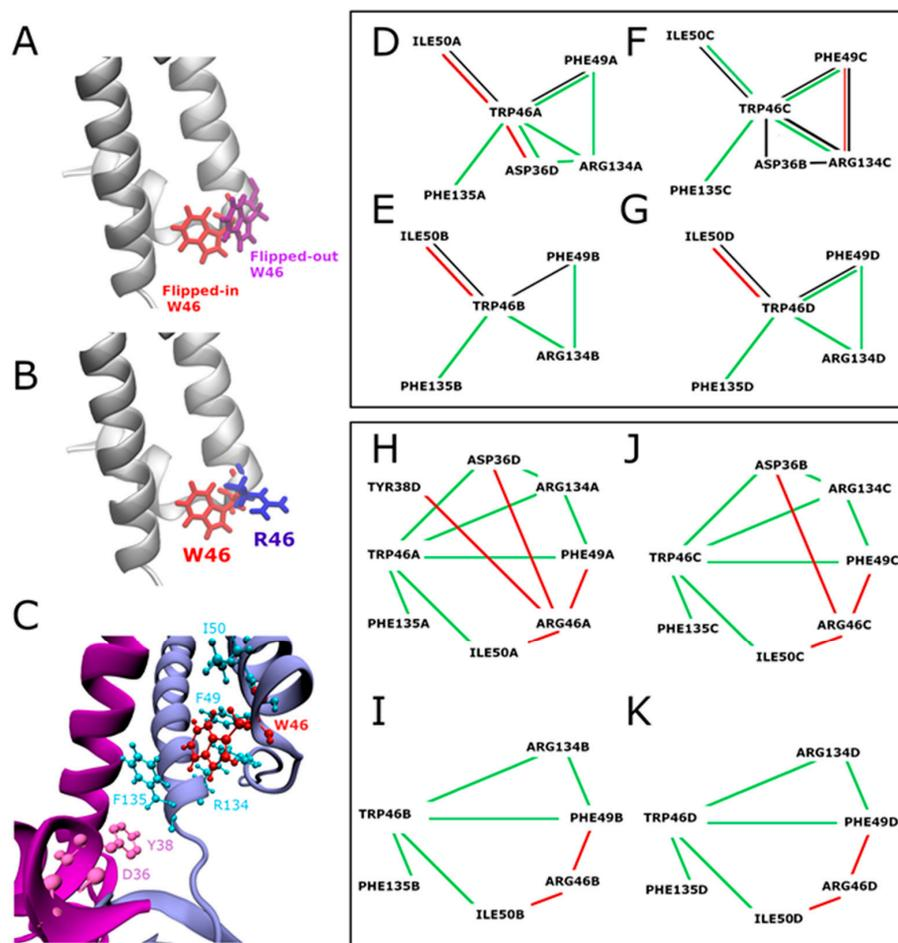 A
Flipped-out
W46
Flipped-in
W46
B
W46
R46
C
I50
F49
W46
F135
R134
Y38
D36
D
ILE50A
PHE49A
TRP46A
ASP36D
ARG134A
PHE135A
F
ILE50C
PHE49C
TRP46C
ASP36B
ARG134C
PHE135C
E
ILE50B
PHE49B
TRP46B
ARG134B
PHE135B
G
ILE50D
PHE49D
TRP46D
ARG134D
PHE135D
H
ASP36D
TYR38D
ARG134A
TRP46A
PHE49A
PHE135A
ARG46A
ILE50A
J
ASP36B
ARG134C
TRP46C
PHE49C
PHE135C
ARG46C
ILE50C
I
ARG134B
TRP46B
PHE49B
PHE135B
ARG46B
ILE50B
K
ARG134D
TRP46D
PHE49D
PHE135D
ARG46D
ILE50D